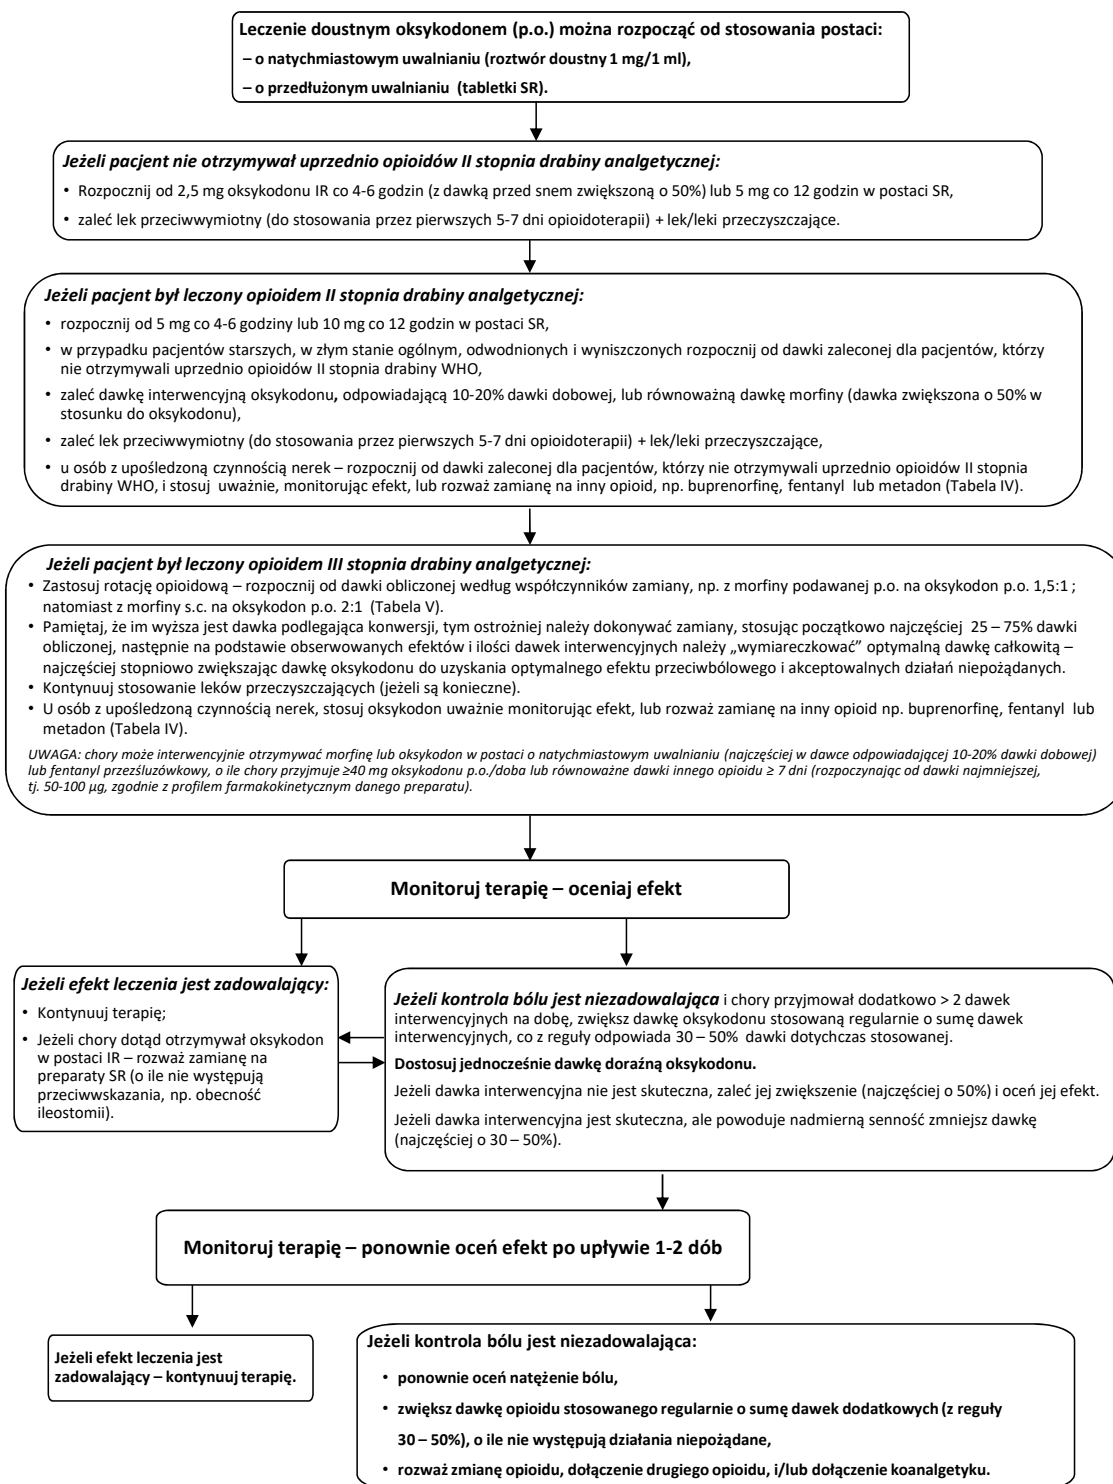 Leczenie doustnym oksykodonem (p.o.) można rozpocząć od stosowania postaci:
– o natychmiastowym uwalnianiu (roztwór doustny 1 mg/1 ml),
– o przedłużonym uwalnianiu (tabletki SR).
Jeżeli pacjent nie otrzymywał uprzednio opioidów II stopnia drabiny analgetycznej:
• Rozpocznij od 2,5 mg oksykodonu IR co 4-6 godzin (z dawką przed snem zwiększoną o 50%) lub 5 mg co 12 godzin w postaci SR,
• zaleć lek przeciwwymiotny (do stosowania przez pierwszych 5-7 dni opioidoterapii) + lek/leki przeczyszczające.
Jeżeli pacjent był leczony opioidem II stopnia drabiny analgetycznej:
• rozpocznij od 5 mg co 4-6 godziny lub 10 mg co 12 godzin w postaci SR,
• w przypadku pacjentów starszych, w złym stanie ogólnym, odwodnionych i wyniszczonych rozpocznij od dawki zaleconej dla pacjentów, którzy
nie otrzymywali uprzednio opioidów II stopnia drabiny WHO,
• zaleć dawkę interwencyjną oksykodonu, odpowiadającą 10-20% dawki dobowej, lub równoważną dawkę morfiny (dawka zwiększona o 50% w
stosunku do oksykodonu),
• zaleć lek przeciwwymiotny (do stosowania przez pierwszych 5-7 dni opioidoterapii) + lek/leki przeczyszczające,
• u osób z upośledzoną czynnością nerek – rozpocznij od dawki zaleconej dla pacjentów, którzy nie otrzymywali uprzednio opioidów II stopnia
drabiny WHO, i stosuj uważnie, monitorując efekt, lub rozważ zamianę na inny opioid, np. buprenorfinę, fentanyl lub metadon (Tabela IV).
Jeżeli pacjent był leczony opioidem III stopnia drabiny analgetycznej:
• Zastosuj rotację opioidową – rozpocznij od dawki obliczonej według współczynników zamiany, np. z morfiny podawanej p.o. na oksykodon p.o. 1,5:1 ;
natomiast z morfiny s.c. na oksykodon p.o. 2:1 (Tabela V).
• Pamiętaj, że im wyższa jest dawka podlegająca konwersji, tym ostrożniej należy dokonywać zamiany, stosując początkowo najczęściej 25 – 75% dawki
obliczonej, następnie na podstawie obserwowanych efektów i ilości dawek interwencyjnych należy „wymiareczkować” optymalną dawkę całkowitą –
najczęściej stopniowo zwiększając dawkę oksykodonu do uzyskania optymalnego efektu przeciwbólowego i akceptowalnych działań niepożądanych.
• Kontynuuj stosowanie leków przeczyszczających (jeżeli są konieczne).
• U osób z upośledzoną czynnością nerek, stosuj oksykodon uważnie monitorując efekt, lub rozważ zamianę na inny opioid np. buprenorfinę, fentanyl lub
metadon (Tabela IV).
UWAGA: chory może interwencyjnie otrzymywać morfinę lub oksykodon w postaci o natychmiastowym uwalnianiu (najczęściej w dawce odpowiadającej 10-20% dawki dobowej)
lub fentanyl przezśluzówkowy, o ile chory przyjmuje ≥40 mg oksykodonu p.o./doba lub równoważne dawki innego opioidu ≥ 7 dni (rozpoczynając od dawki najmniejszej,
tj. 50-100 µg, zgodnie z profilem farmakokinetycznym danego preparatu).
Monitoruj terapię – oceniaj efekt
Jeżeli efekt leczenia jest zadowalający:
• Kontynuuj terapię;
• Jeżeli chory dotąd otrzymywał oksykodon
w postaci IR – rozważ zamianę na
preparaty SR (o ile nie występują
przeciwwskazania, np. obecność
ileostomii).
Jeżeli kontrola bólu jest niezadowalająca i chory przyjmował dodatkowo > 2 dawek
interwencyjnych na dobę, zwiększ dawkę oksykodonu stosowaną regularnie o sumę dawek
interwencyjnych, co z reguły odpowiada 30 – 50% dawki dotychczas stosowanej.
Dostosuj jednocześnie dawkę doraźną oksykodonu.
Jeżeli dawka interwencyjna nie jest skuteczna, zaleć jej zwiększenie (najczęściej o 50%) i oceń jej efekt.
Jeżeli dawka interwencyjna jest skuteczna, ale powoduje nadmierną senność zmniejsz dawkę
(najczęściej o 30 – 50%).
Monitoruj terapię – ponownie oceń efekt po upływie 1-2 dób
Jeżeli efekt leczenia jest
zadowalający – kontynuuj terapię.
Jeżeli kontrola bólu jest niezadowalająca:
• ponownie oceń natężenie bólu,
• zwiększ dawkę opioidu stosowanego regularnie o sumę dawek dodatkowych (z reguły
30 – 50%), o ile nie występują działania niepożądane,
• rozważ zmianę opioidu, dołączenie drugiego opioidu, i/lub dołączenie koanalgetyku.